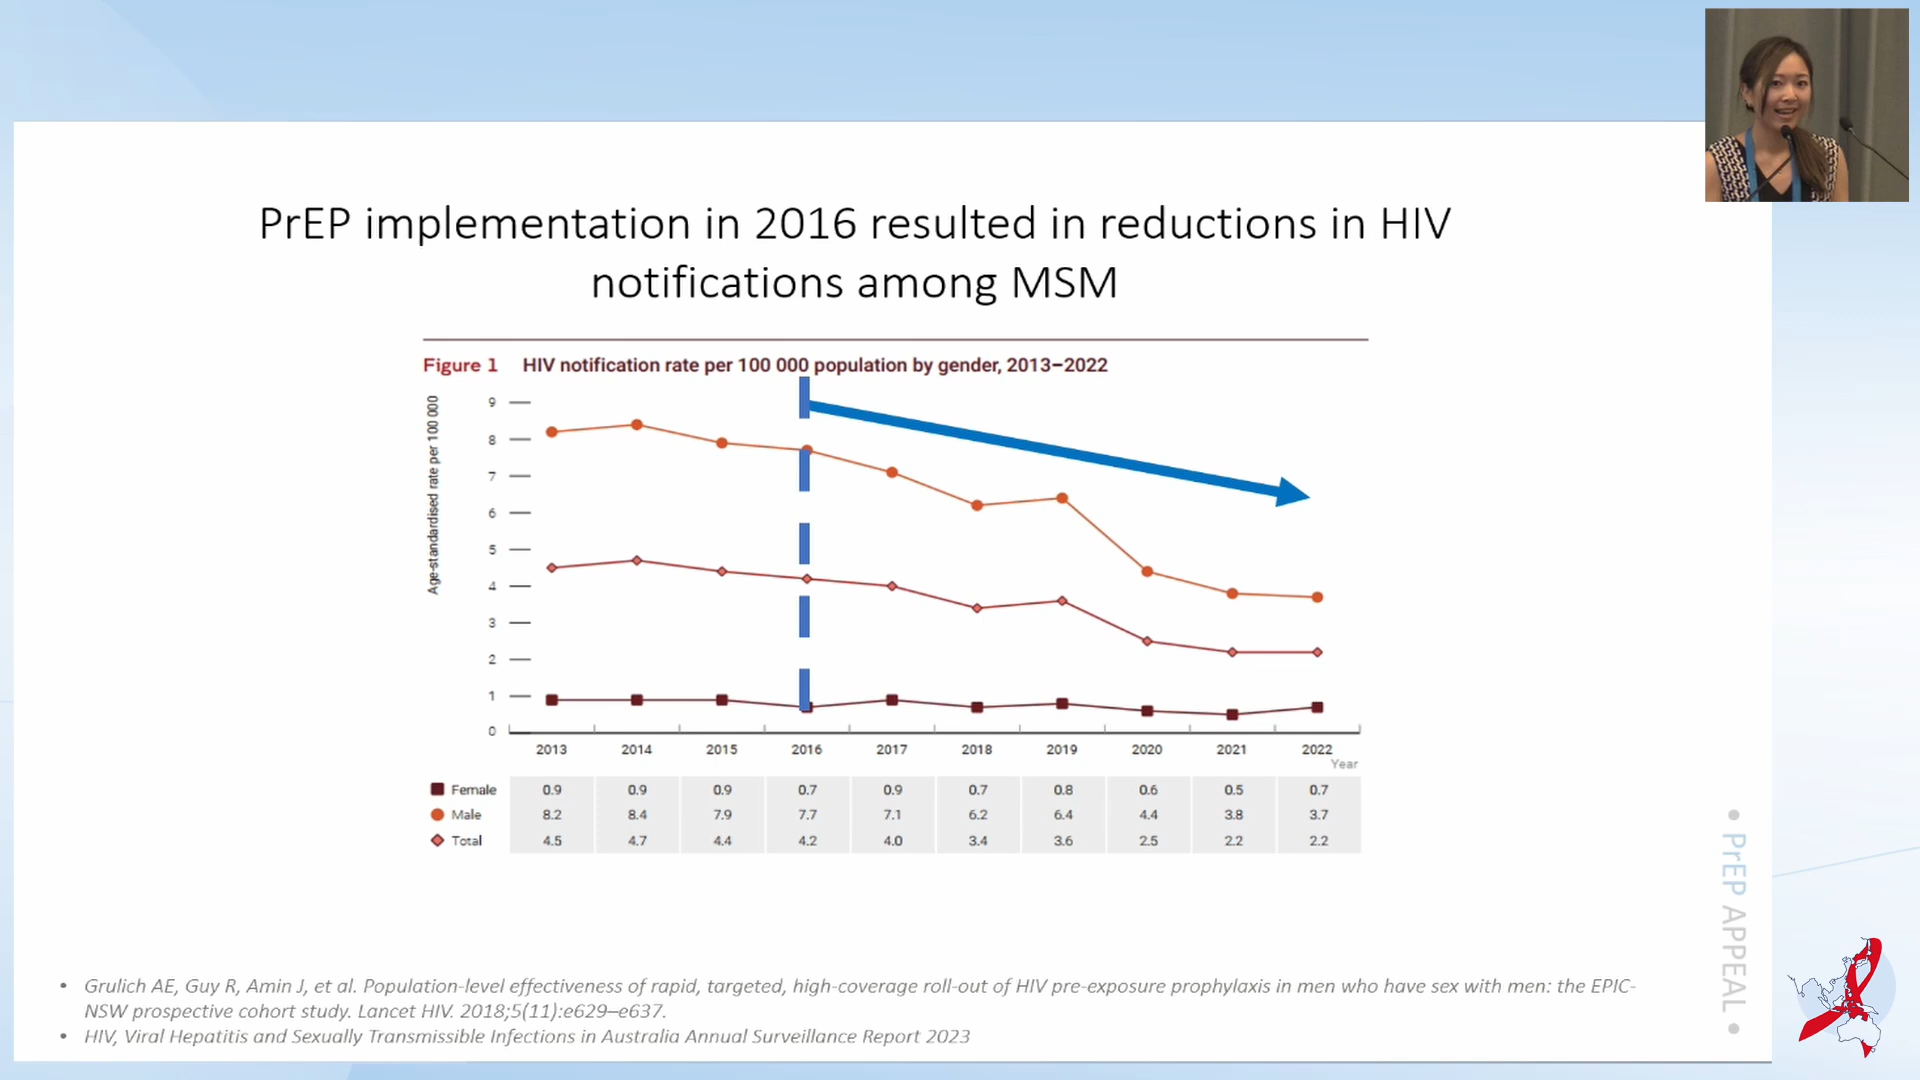 PrEP implementation in 2016 resulted in reductions in HIV
notifications among MSM
Figure 1 HIV notification rate per 100 000 population by gender, 2013–2022
Age-standardised rate per 100 000
9
8
7
6
5
4
3
2
1
0
2013 2014 2015 2016 2017 2018 2019 2020 2021 2022
Year
Female 0.9 0.9 0.9 0.7 0.9 0.7 0.8 0.6 0.5 0.7
Male 8.2 8.4 7.9 7.7 7.1 6.2 6.4 4.4 3.8 3.7
Total 4.5 4.7 4.4 4.2 4.0 3.4 3.6 2.5 2.2 2.2
• PrEP APPEAL •
• Grulich AE, Guy R, Amin J, et al. Population-level effectiveness of rapid, targeted, high-coverage roll-out of HIV pre-exposure prophylaxis in men who have sex with men: the EPIC-
NSW prospective cohort study. Lancet HIV. 2018;5(11):e629–e637.
• HIV, Viral Hepatitis and Sexually Transmissible Infections in Australia Annual Surveillance Report 2023